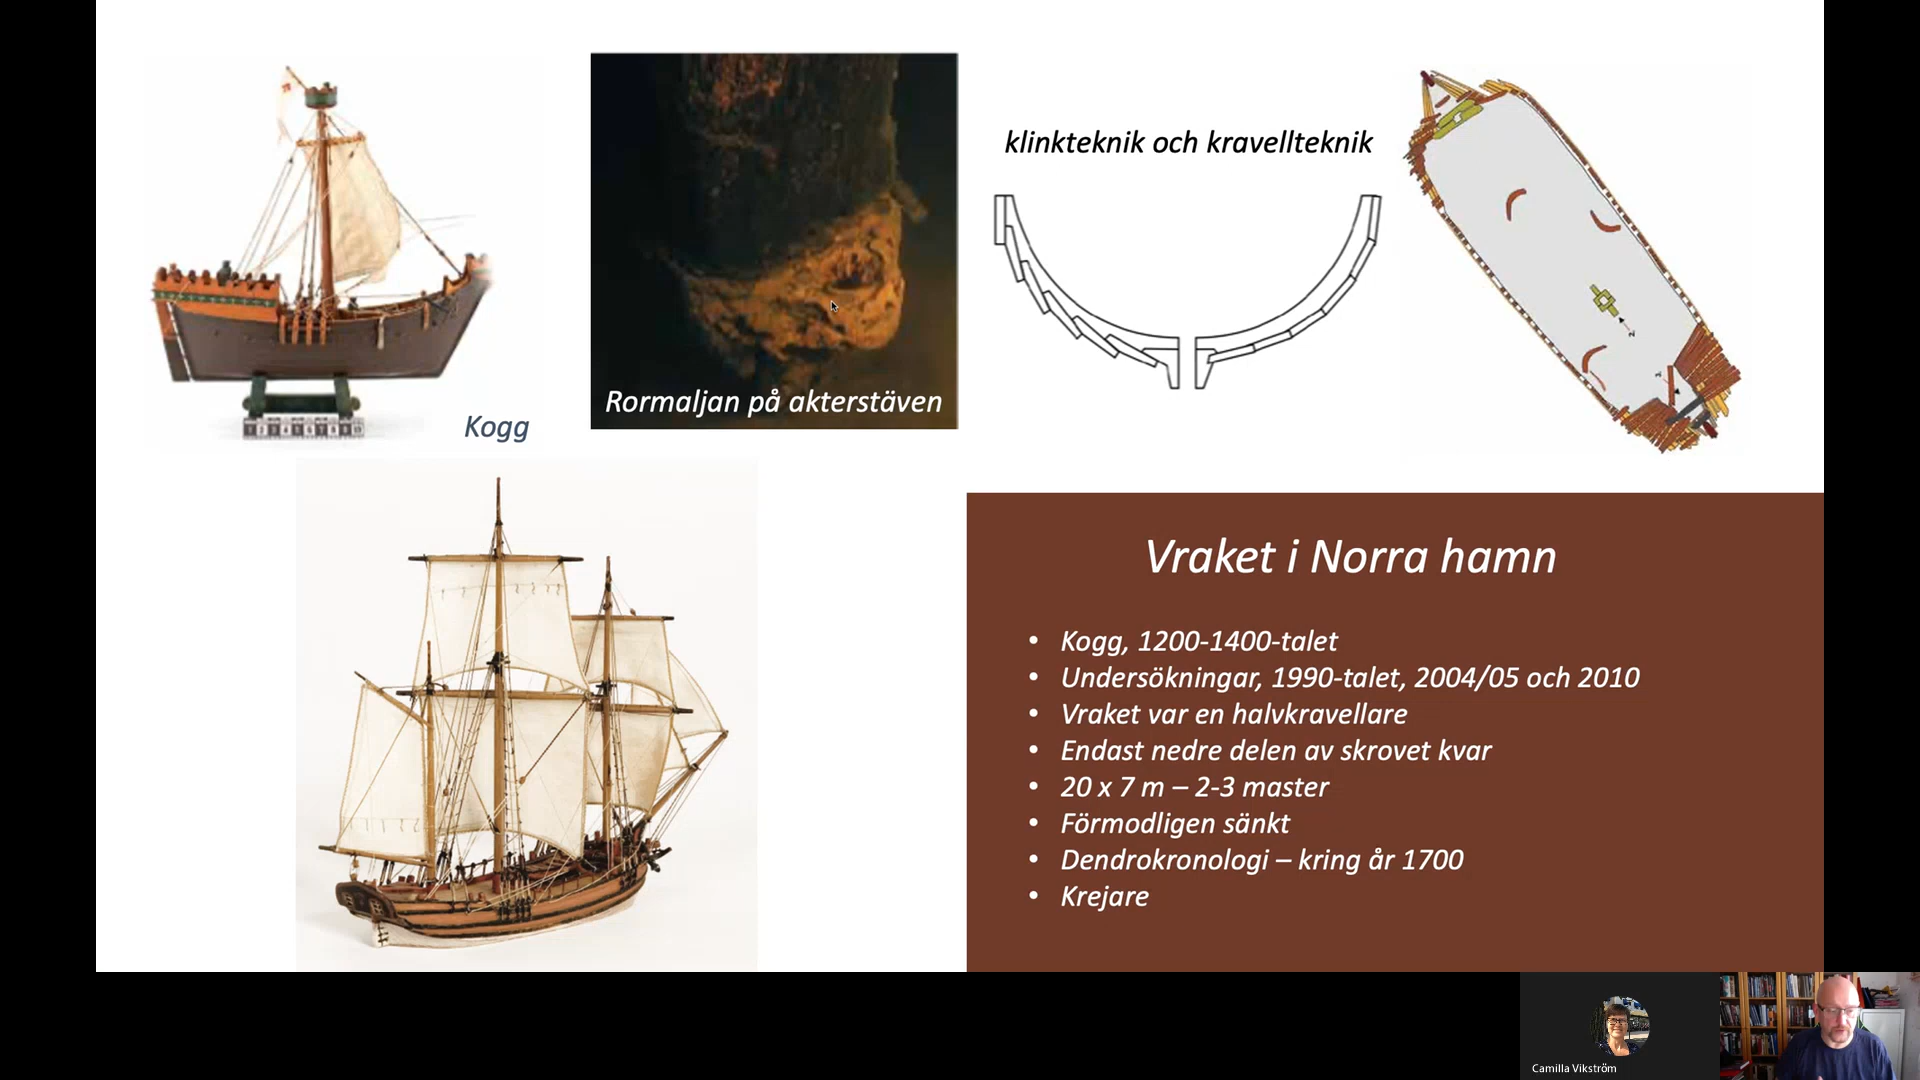 klinkteknik och kravellteknik
Rormaljan på akterstäven
Kogg
Vraket i Norra hamn
• Kogg, 1200-1400-talet
• Undersökningar, 1990-talet, 2004/05 och 2010
• Vraket var en halvkravellare
• Endast nedre delen av skrovet kvar
• 20 x 7 m – 2-3 master
• Förmodligen sänkt
• Dendrokronologi – kring år 1700
• Krejare
Camilla Vikström